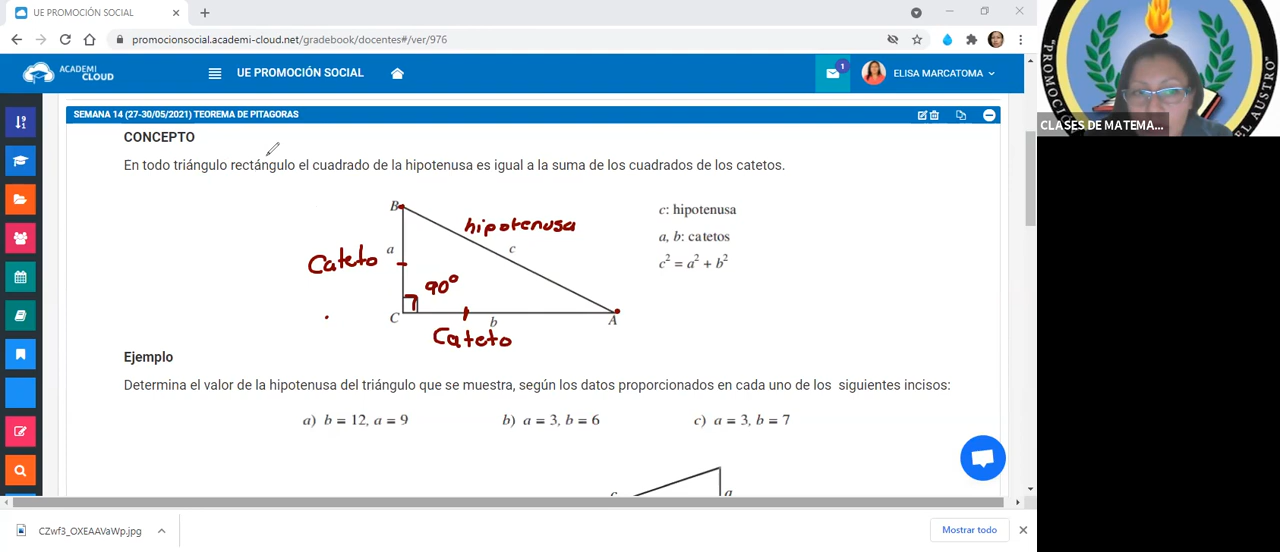 UE PROMOCIÓN SOCIAL
promocionsocial.academi-cloud.net/gradebook/docentes#/ver/976
ACADEMI
CLOUD
UE PROMOCIÓN SOCIAL
1
ELISA MARCATOMA
SEMANA 14 (27-30/05/2021) TEOREMA DE PITAGORAS
CONCEPTO
En todo triángulo rectángulo el cuadrado de la hipotenusa es igual a la suma de los cuadrados de los catetos.
B
hipotenusa
c: hipotenusa
a
c
a, b: catetos
Cateto
c² = a² + b²
90°
C
b
A
Cateto
Ejemplo
Determina el valor de la hipotenusa del triángulo que se muestra, según los datos proporcionados en cada uno de los siguientes incisos:
a) b = 12, a = 9
b) a = 3, b = 6
c) a = 3, b = 7
a
CZwf3_OXEAAVaWp.jpg
Mostrar todo
CLASES DE MATEMA...